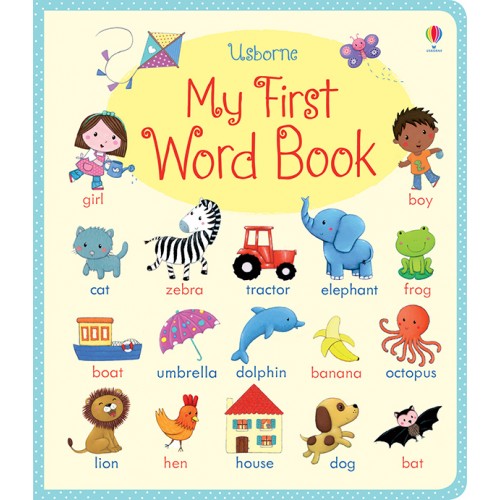 Usborne
My First
Word Book
girl
boy
cat zebra tractor elephant frog
boat umbrella dolphin banana octopus
lion hen house dog bat